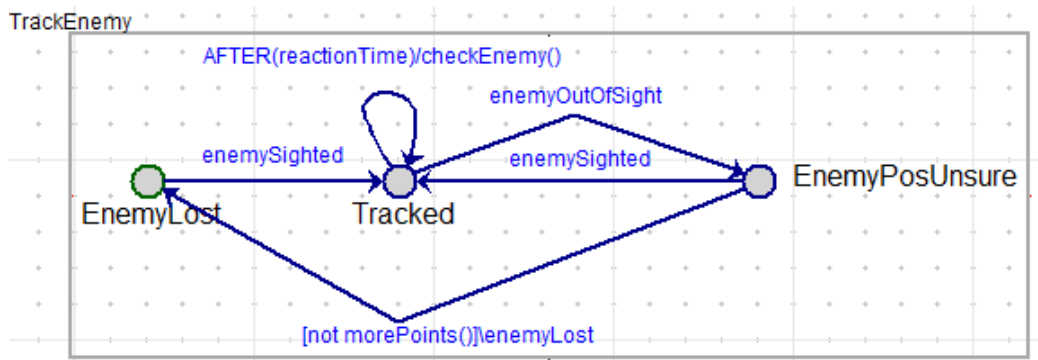 TrackEnemy
AFTER(reactionTime)/checkEnemy()
enemyOutOfSight
enemySighted
enemySighted
EnemyPosUnsure
EnemyLost
Tracked
[not morePoints()]\enemyLost